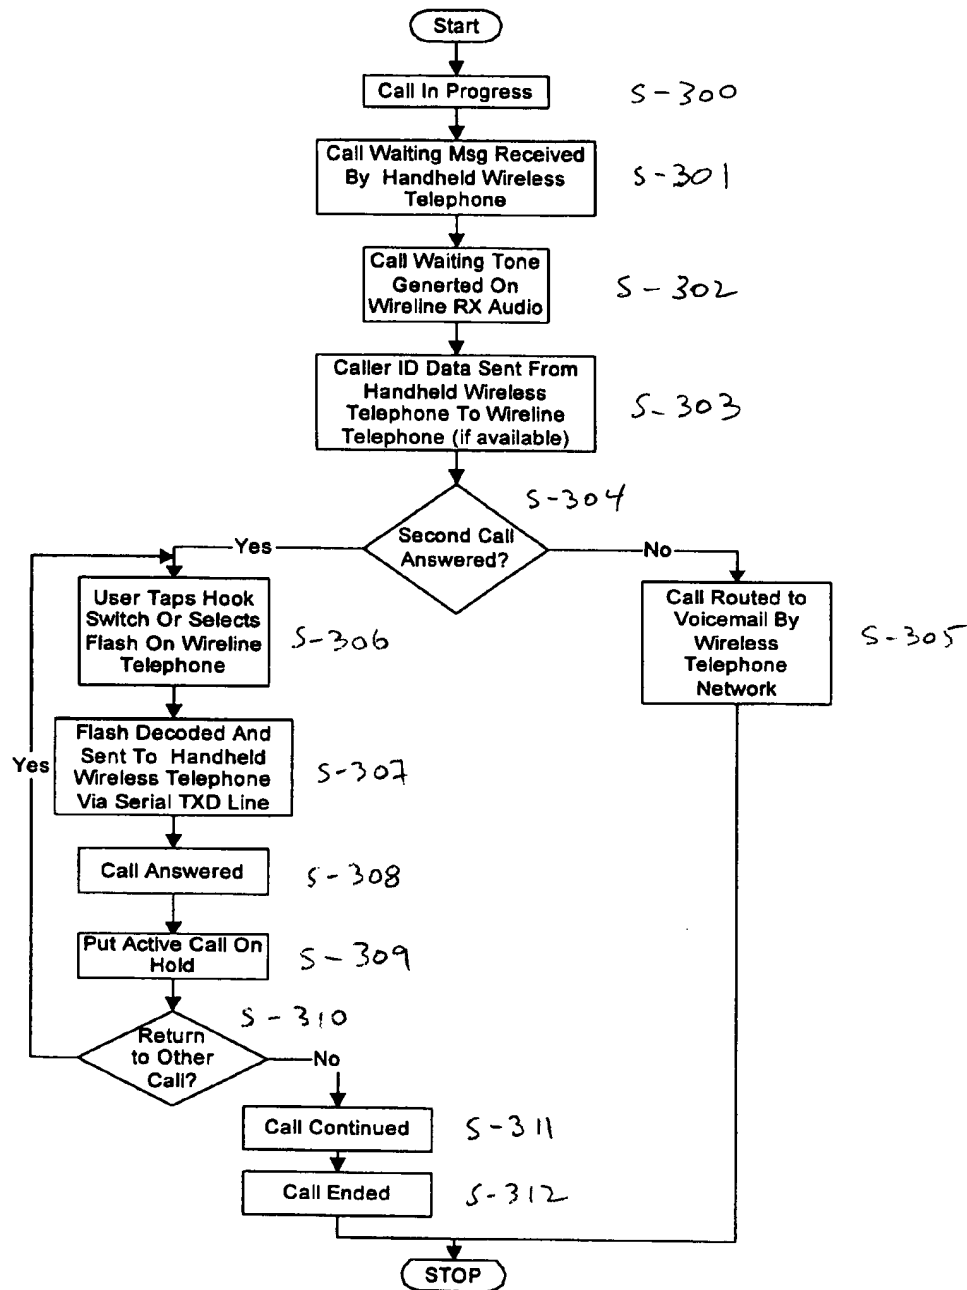 Start
Call In Progress
S-300
Call Waiting Msg Received
By Handheld Wireless
Telephone
S-301
Call Waiting Tone
Generted On
Wireline RX Audio
S-302
Caller ID Data Sent From
Handheld Wireless
Telephone To Wireline
Telephone (if available)
S-303
S-304
Second Call
Answered?
Yes
No
User Taps Hook
Switch Or Selects
Flash On Wireline
Telephone
S-306
Call Routed to
Voicemail By
Wireless
Telephone
Network
S-305
Flash Decoded And
Sent To Handheld
Wireless Telephone
Via Serial TXD Line
S-307
Yes
Call Answered
S-308
Put Active Call On
Hold
S-309
S-310
Return
to Other
Call?
No
Call Continued
S-311
Call Ended
S-312
STOP